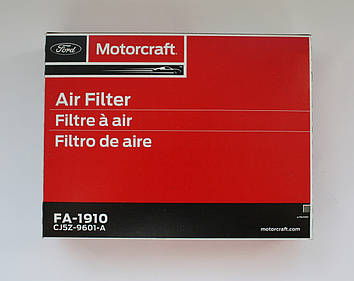 Ford
Motorcraft
Air Filter
Filtre à air
Filtro de aire
FA-1910
CJ5Z-9601-A
motorcraft.com